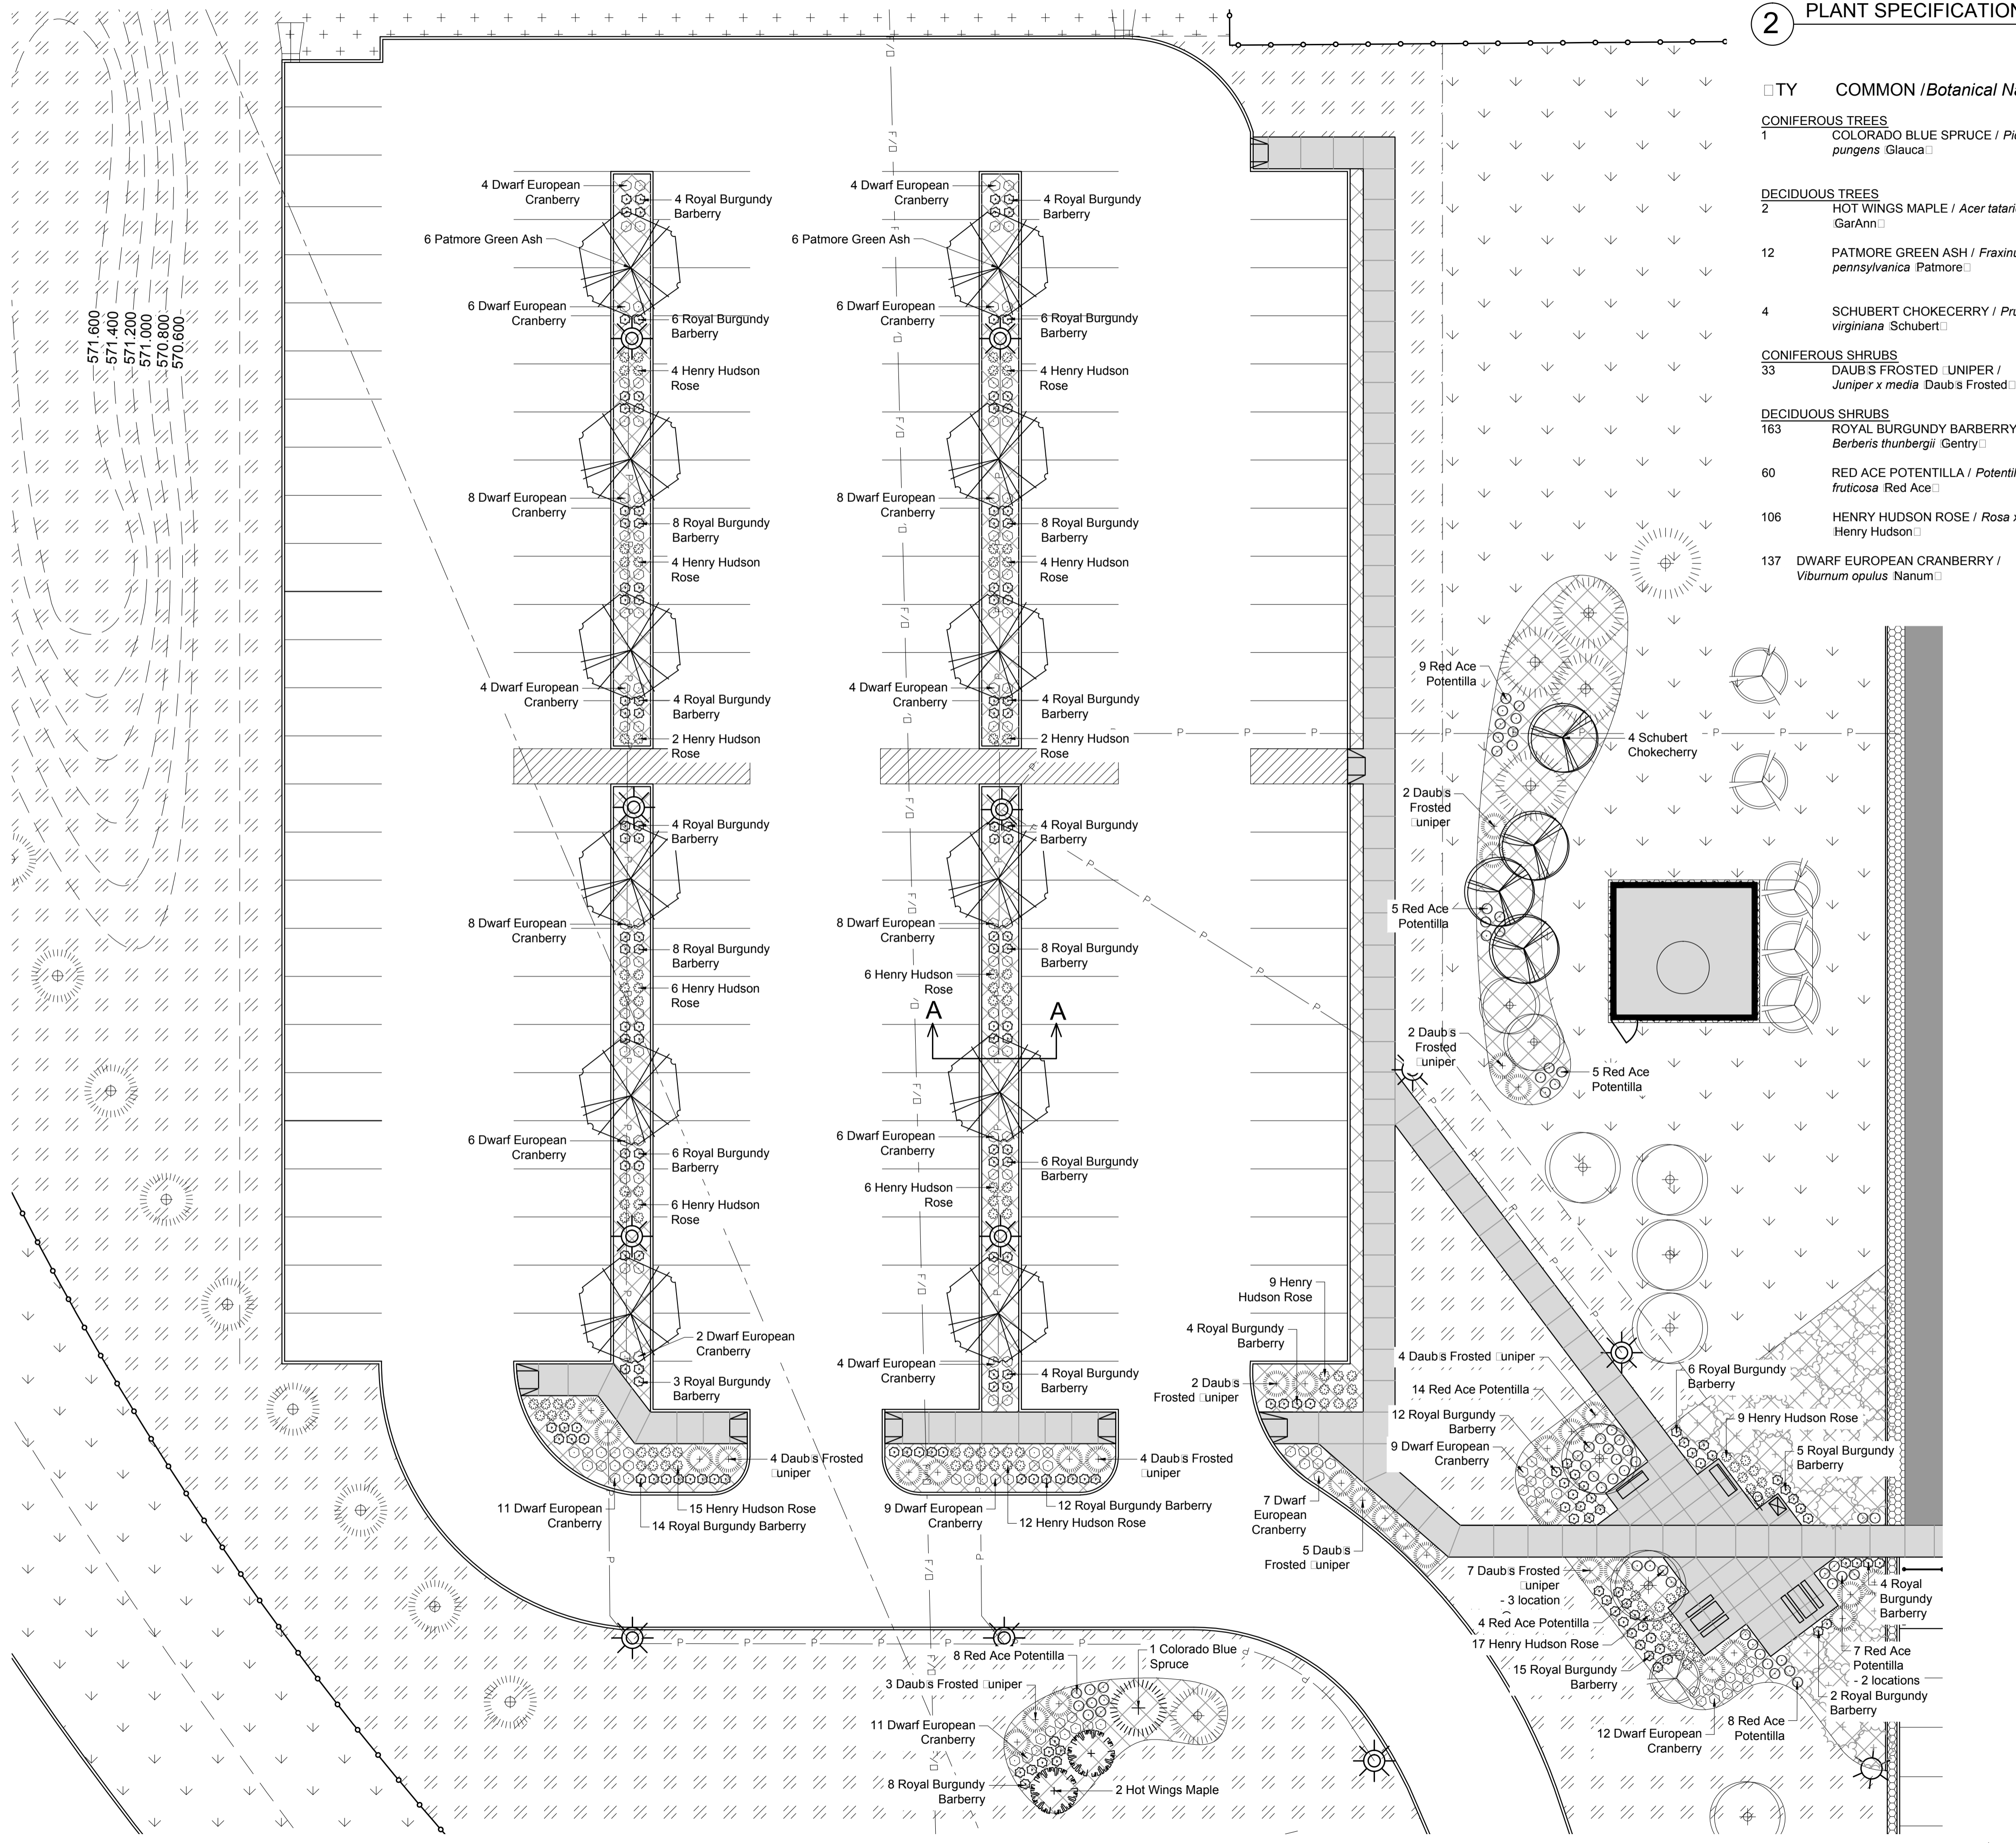 2
PLANT SPECIFICATION
TY
COMMON / Botanical Na
CONIFEROUS TREES
1
COLORADO BLUE SPRUCE / Pi
pungens Glauca
DECIDUOUS TREES
2
HOT WINGS MAPLE / Acer tatari
GarAnn
12
PATMORE GREEN ASH / Fraxinu
pennsylvanica Patmore
4
SCHUBERT CHOKECERRY / Pru
virginiana Schubert
CONIFEROUS SHRUBS
33
DAUB S FROSTED UNIPER /
Juniper x media Daub s Frosted
DECIDUOUS SHRUBS
163
ROYAL BURGUNDY BARBERRY
Berberis thunbergii Gentry
60
RED ACE POTENTILLA / Potentil
fruticosa Red Ace
106
HENRY HUDSON ROSE / Rosa x
Henry Hudson
137
DWARF EUROPEAN CRANBERRY /
Viburnum opulus Nanum
571.600
571.400
571.200
571.000
570.800
570.600
4 Dwarf European
Cranberry
4 Royal Burgundy
Barberry
6 Patmore Green Ash
6 Dwarf European
Cranberry
6 Royal Burgundy
Barberry
4 Henry Hudson
Rose
8 Dwarf European
Cranberry
8 Royal Burgundy
Barberry
4 Henry Hudson
Rose
4 Dwarf European
Cranberry
4 Royal Burgundy
Barberry
2 Henry Hudson
Rose
4 Royal Burgundy
Barberry
8 Dwarf European
Cranberry
8 Royal Burgundy
Barberry
6 Henry Hudson
Rose
6 Dwarf European
Cranberry
6 Royal Burgundy
Barberry
6 Henry Hudson
Rose
2 Dwarf European
Cranberry
3 Royal Burgundy
Barberry
4 Daub s Frosted
uniper
11 Dwarf European
Cranberry
15 Henry Hudson Rose
14 Royal Burgundy Barberry
4 Dwarf European
Cranberry
4 Royal Burgundy
Barberry
6 Patmore Green Ash
6 Dwarf European
Cranberry
6 Royal Burgundy
Barberry
4 Henry Hudson
Rose
8 Dwarf European
Cranberry
8 Royal Burgundy
Barberry
4 Henry Hudson
Rose
4 Dwarf European
Cranberry
4 Royal Burgundy
Barberry
2 Henry Hudson
Rose
4 Royal Burgundy
Barberry
8 Dwarf European
Cranberry
8 Royal Burgundy
Barberry
6 Henry Hudson
Rose
A
A
6 Dwarf European
Cranberry
6 Royal Burgundy
Barberry
6 Henry Hudson
Rose
4 Dwarf European
Cranberry
4 Royal Burgundy
Barberry
4 Daub s Frosted
uniper
9 Dwarf European
Cranberry
12 Royal Burgundy Barberry
12 Henry Hudson Rose
9 Red Ace
Potentilla
4 Schubert
Chokecherry
2 Daub s
Frosted
uniper
5 Red Ace
Potentilla
2 Daub s
Frosted
uniper
5 Red Ace
Potentilla
9 Henry
Hudson Rose
4 Royal Burgundy
Barberry
2 Daub s
Frosted uniper
4 Daub s Frosted uniper
14 Red Ace Potentilla
12 Royal Burgundy
Barberry
9 Dwarf European
Cranberry
6 Royal Burgundy
Barberry
9 Henry Hudson Rose
5 Royal Burgundy
Barberry
7 Dwarf
European
Cranberry
5 Daub s
Frosted uniper
7 Daub s Frosted
uniper
- 3 location
4 Red Ace Potentilla
17 Henry Hudson Rose
15 Royal Burgundy
Barberry
4 Royal
Burgundy
Barberry
7 Red Ace
Potentilla
- 2 locations
2 Royal Burgundy
Barberry
12 Dwarf European
Cranberry
8 Red Ace
Potentilla
8 Red Ace Potentilla
1 Colorado Blue
Spruce
3 Daub s Frosted uniper
11 Dwarf European
Cranberry
8 Royal Burgundy
Barberry
2 Hot Wings Maple